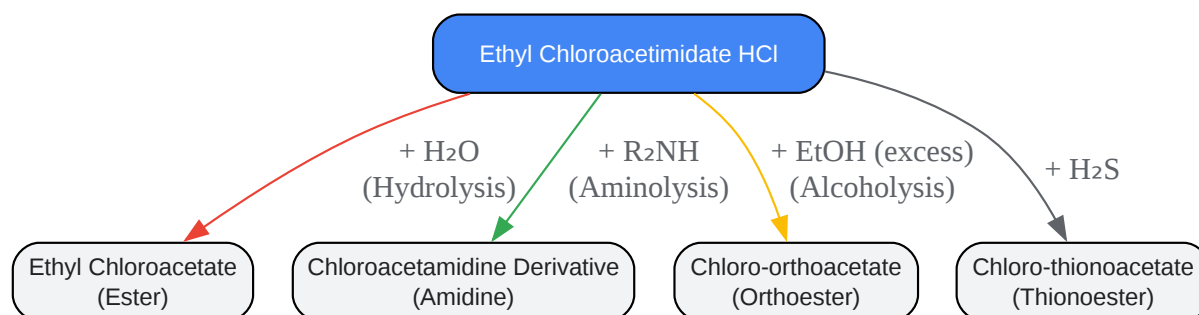 Ethyl Chloroacetimidate HCl
+ H₂O
(Hydrolysis)
+ R₂NH
(Aminolysis)
+ EtOH (excess)
(Alcoholysis)
+ H₂S
Ethyl Chloroacetate
(Ester)
Chloroacetamidine Derivative
(Amidine)
Chloro-orthoacetate
(Orthoester)
Chloro-thionoacetate
(Thionoester)